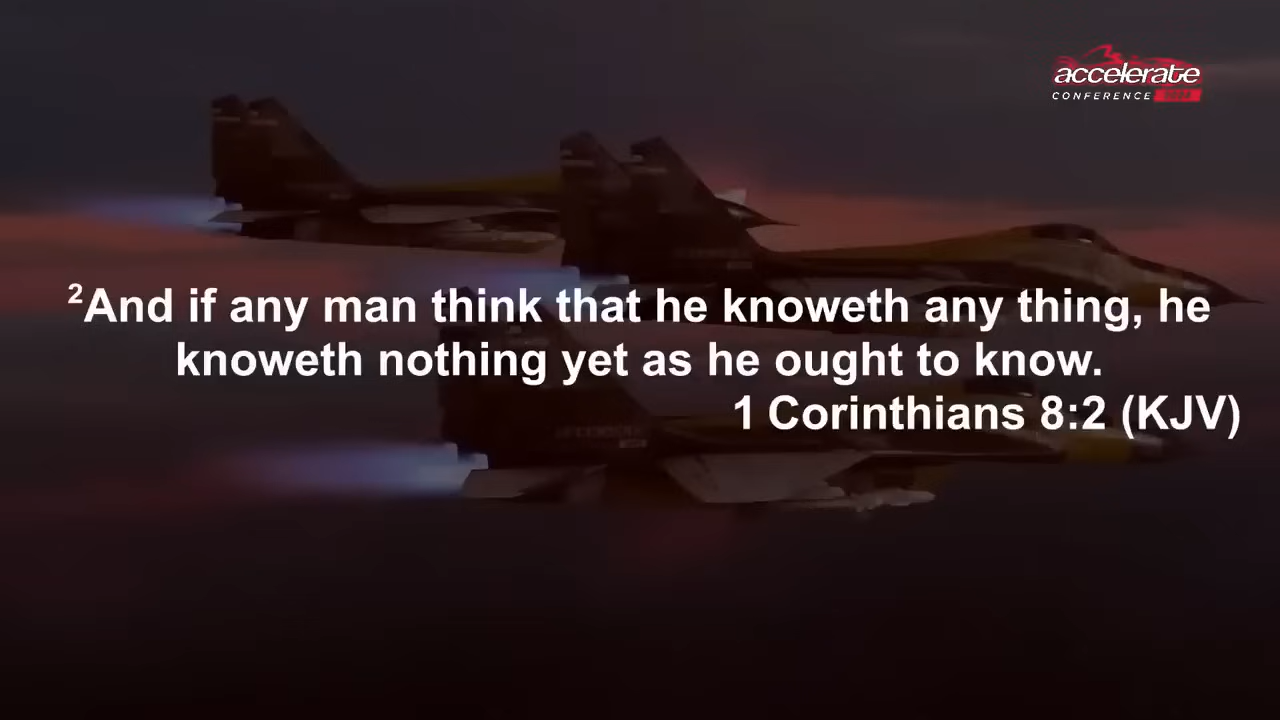 accelerate
CONFERENCE
²And if any man think that he knoweth any thing, he
knoweth nothing yet as he ought to know.
1 Corinthians 8:2 (KJV)